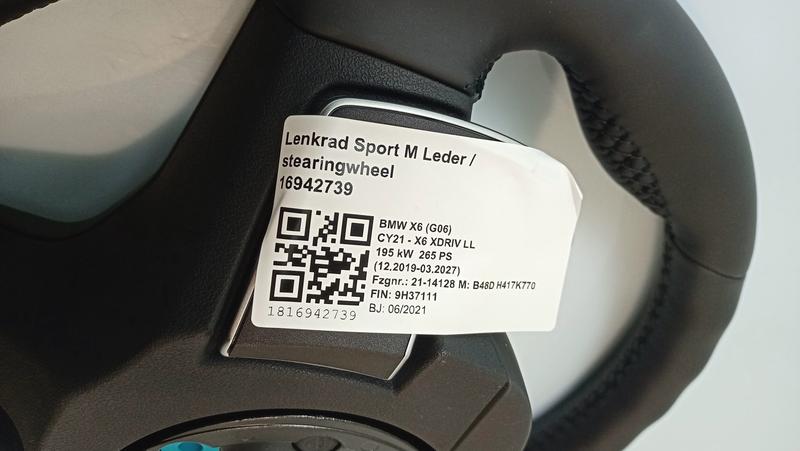 Lenkrad Sport M Leder /
stearingwheel
16942739
BMW X6 (G06)
CY21 - X6 XDRIV LL
195 kW 265 PS
(12.2019-03.2027)
Fzgnr.: 21-14128 M: B48D H417K770
FIN: 9H37111
BJ: 06/2021
1816942739